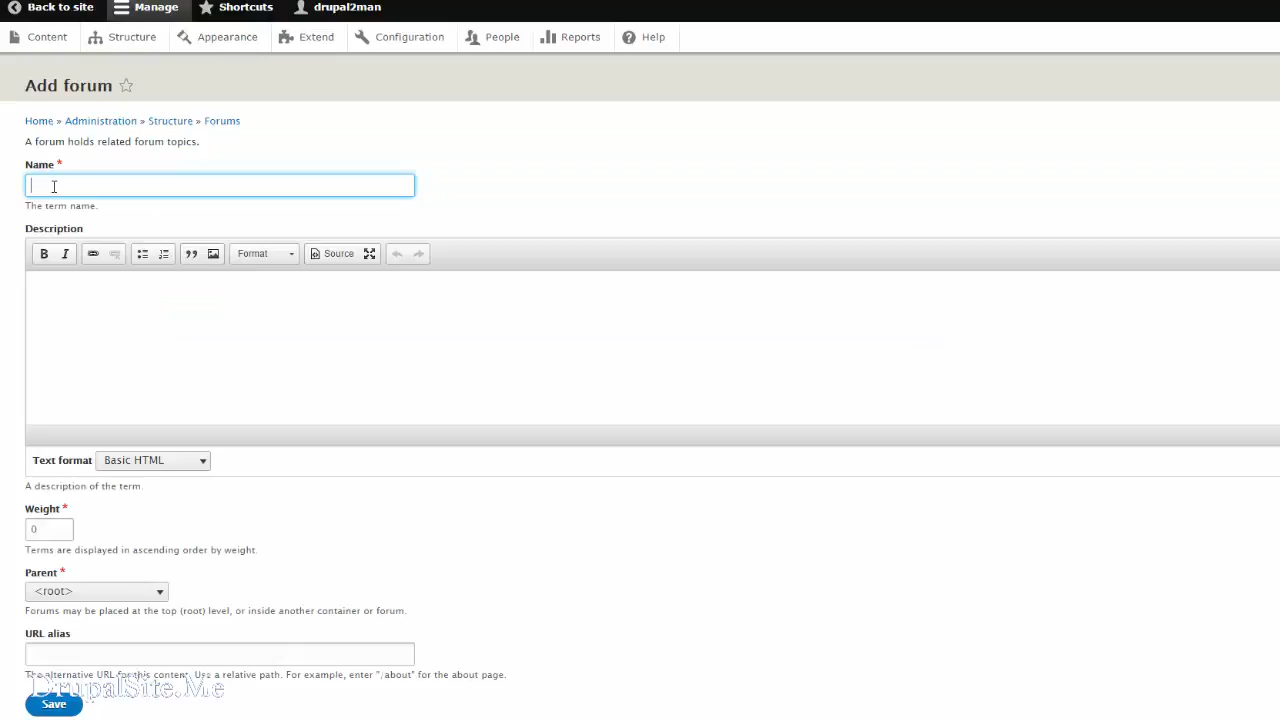 Back to site Manage Shortcuts drupal2man
Content Structure Appearance Extend Configuration People Reports Help
Add forum
Home » Administration » Structure » Forums
A forum holds related forum topics.
Name *
The term name.
Description
B I Format Source
Text format Basic HTML
A description of the term.
Weight *
0
Terms are displayed in ascending order by weight.
Parent *
<root>
Forums may be placed at the top (root) level, or inside another container or forum.
URL alias
The alternative URL for this content. Use a relative path. For example, enter "/about" for the about page.
DrupalSite.Me
Save